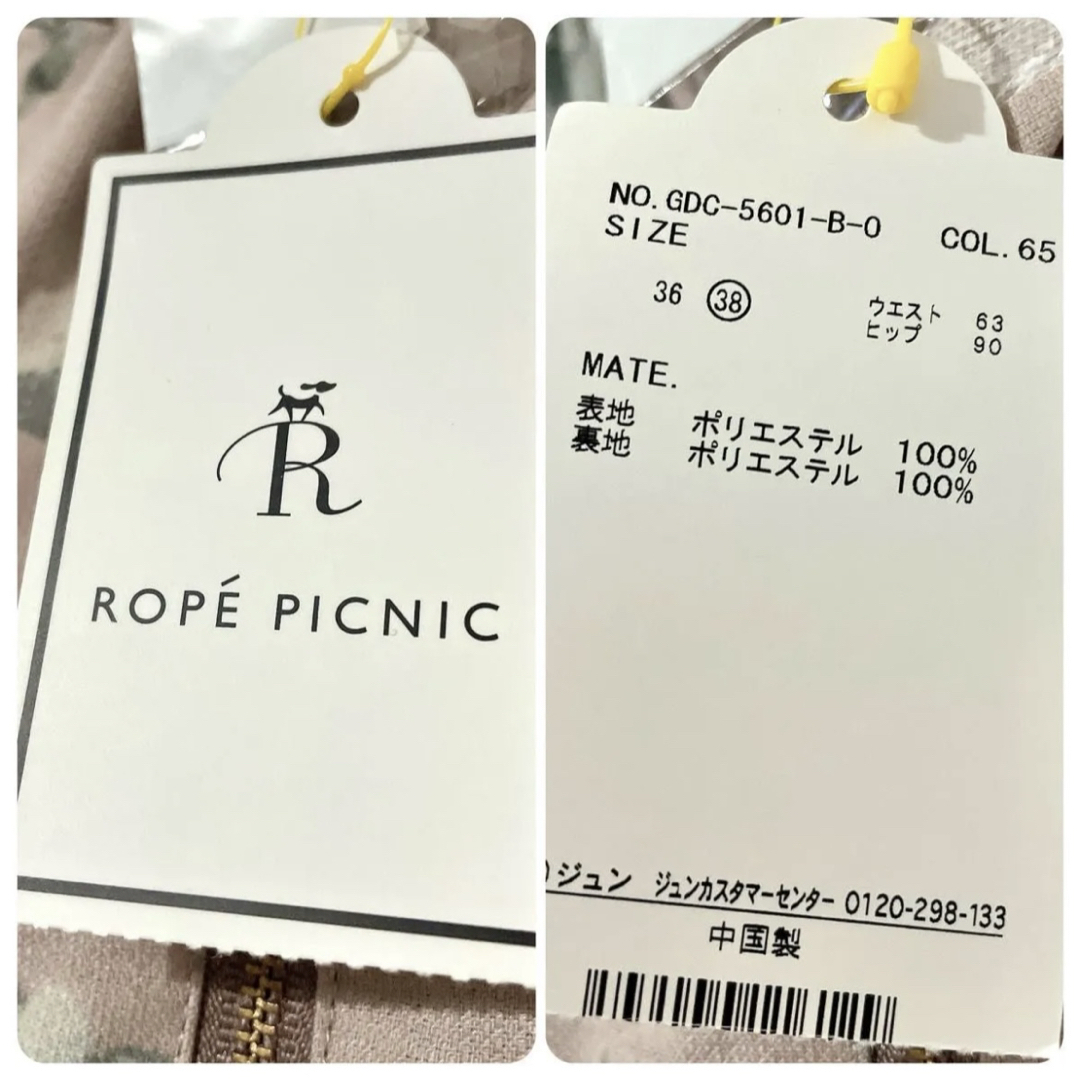 R
ROPÉ PICNIC
NO. GDC-5601-B-0 COL. 65
SIZE
36 38 ウエスト 63
ヒップ 90
MATE.
表地 ポリエステル 100%
裏地 ポリエステル 100%
)ジュン ジュンカスタマーセンター 0120-298-133
中国製